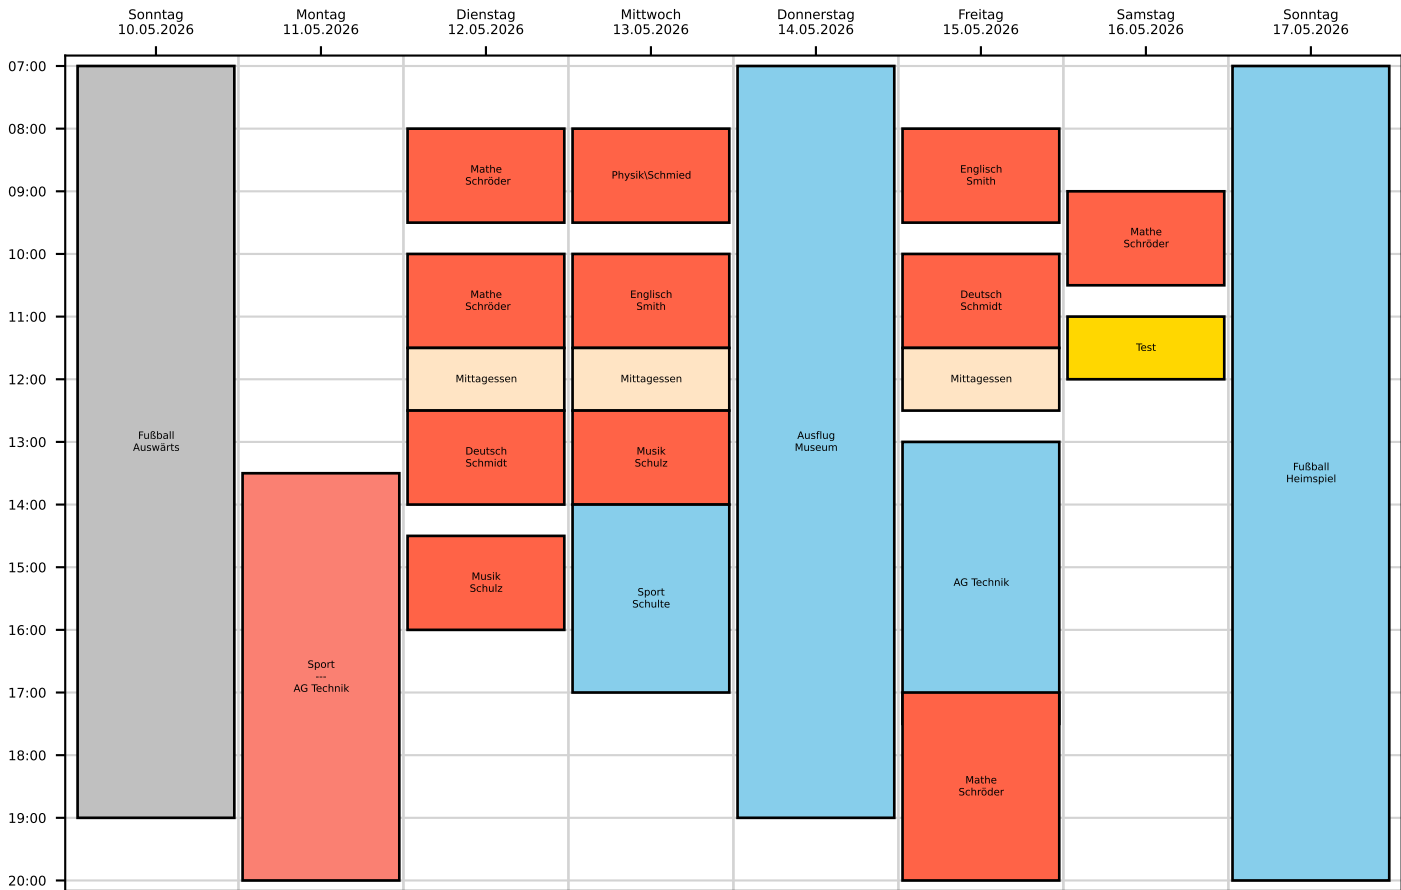 Sonntag
10.05.2026
Montag
11.05.2026
Dienstag
12.05.2026
Mittwoch
13.05.2026
Donnerstag
14.05.2026
Freitag
15.05.2026
Samstag
16.05.2026
Sonntag
17.05.2026
07:00
08:00
09:00
10:00
11:00
12:00
13:00
14:00
15:00
16:00
17:00
18:00
19:00
20:00
Fußball
Auswärts
Sport
---
AG Technik
Mathe
Schröder
Mathe
Schröder
Mittagessen
Deutsch
Schmidt
Musik
Schulz
Physik\Schmied
Englisch
Smith
Mittagessen
Musik
Schulz
Sport
Schulte
Ausflug
Museum
Englisch
Smith
Deutsch
Schmidt
Mittagessen
AG Technik
Mathe
Schröder
Mathe
Schröder
Test
Fußball
Heimspiel